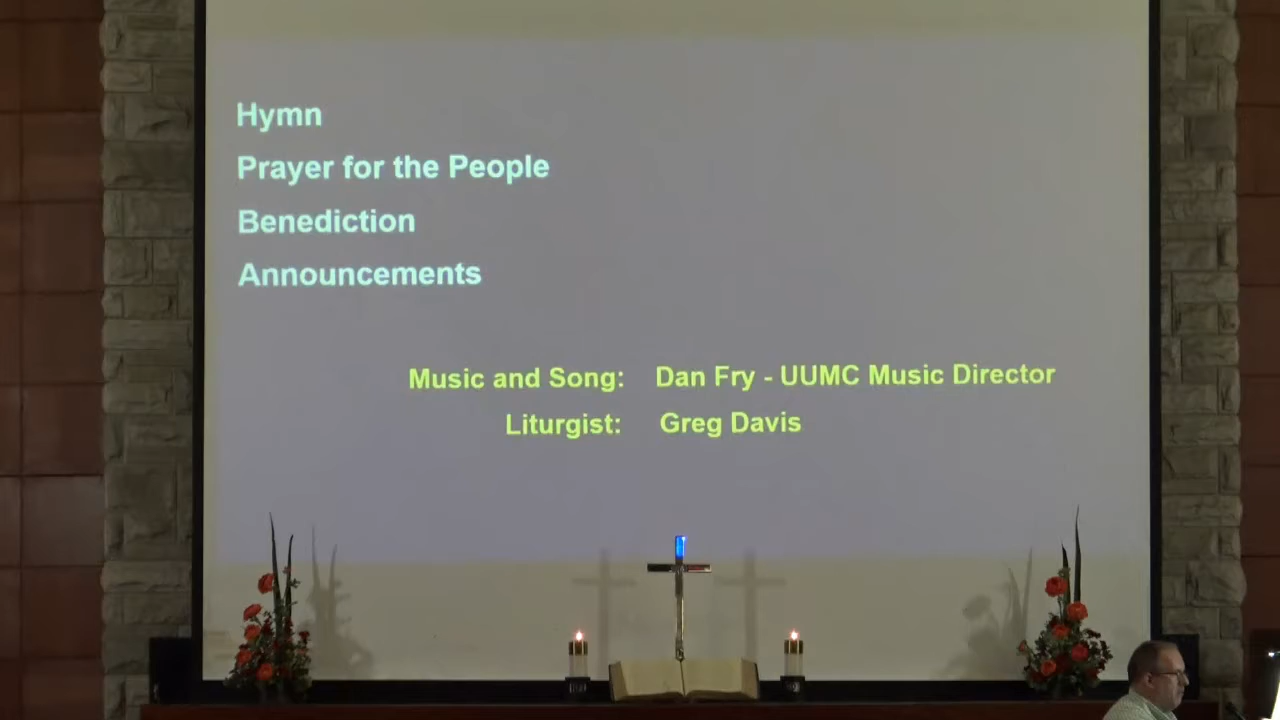 Hymn
Prayer for the People
Benediction
Announcements
Music and Song: Dan Fry - UUMC Music Director
Liturgist: Greg Davis